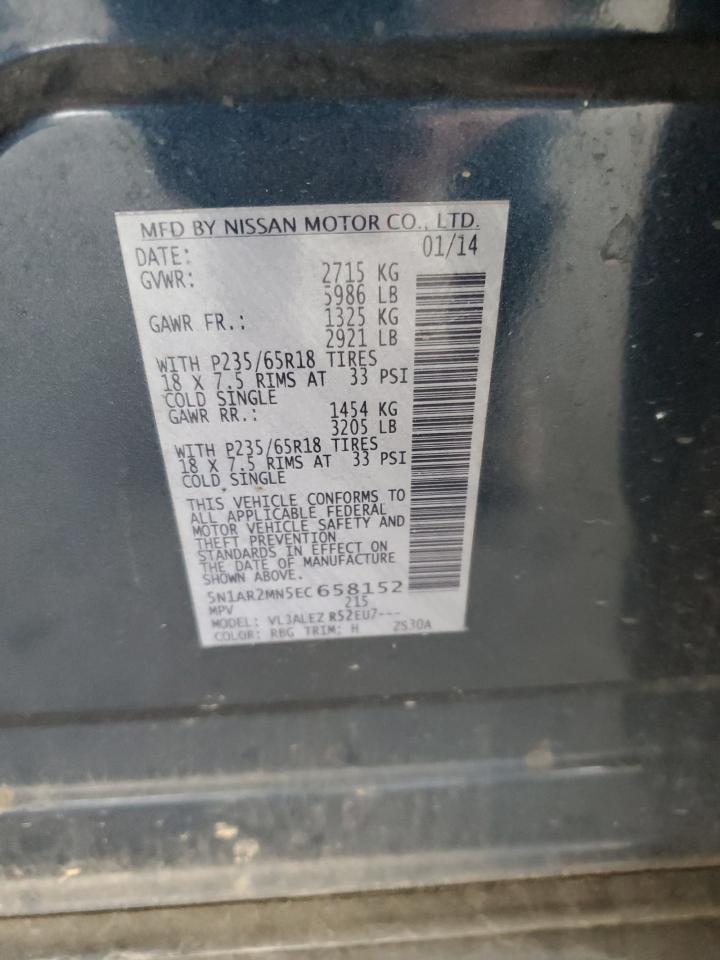 MFD BY NISSAN MOTOR CO., LTD.
DATE: 01/14
GVWR: 2715 KG
5986 LB
GAWR FR.: 1325 KG
2921 LB
WITH P235/65R18 TIRES
18 X 7.5 RIMS AT 33 PSI
COLD SINGLE
GAWR RR.: 1454 KG
3205 LB
WITH P235/65R18 TIRES
18 X 7.5 RIMS AT 33 PSI
COLD SINGLE
THIS VEHICLE CONFORMS TO
ALL APPLICABLE FEDERAL
MOTOR VEHICLE SAFETY AND
THEFT PREVENTION
STANDARDS IN EFFECT ON
THE DATE OF MANUFACTURE
SHOWN ABOVE.
5N1AR2MN5EC 658152
MPV 215
MODEL: VL3ALEZ R52EU7---
COLOR: RBG TRIM: H ZS30A